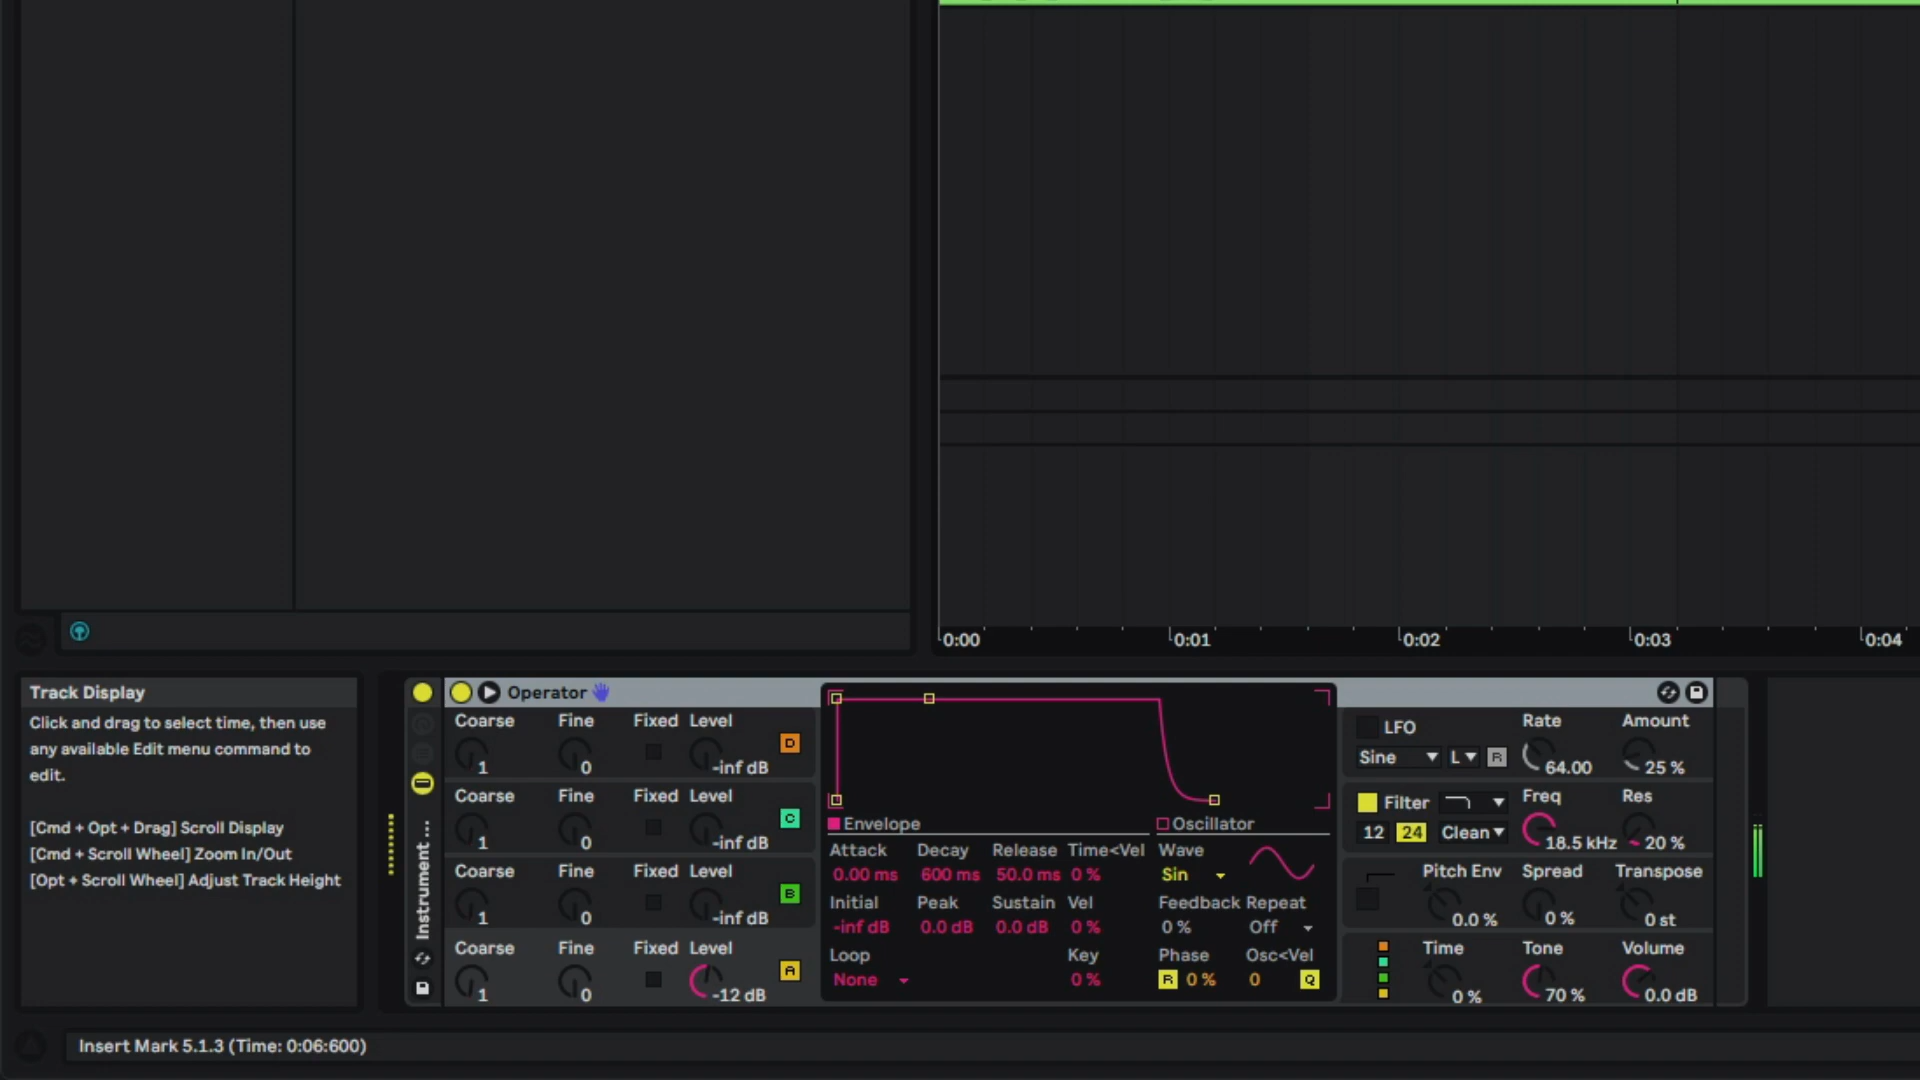 0:00 0:01 0:02 0:03 0:04
Track Display
Click and drag to select time, then use
any available Edit menu command to
edit.
[Cmd + Opt + Drag] Scroll Display
[Cmd + Scroll Wheel] Zoom In/Out
[Opt + Scroll Wheel] Adjust Track Height
Instrument ...
Operator
Coarse Fine Fixed Level
1 0 -inf dB D
Coarse Fine Fixed Level
1 0 -inf dB C
Coarse Fine Fixed Level
1 0 -inf dB B
Coarse Fine Fixed Level
1 0 -12 dB A
Envelope Oscillator
Attack Decay Release Time<Vel Wave
0.00 ms 600 ms 50.0 ms 0 % Sin
Initial Peak Sustain Vel Feedback Repeat
-inf dB 0.0 dB 0.0 dB 0 % 0 % Off
Loop Key Phase Osc<Vel
None 0 % R 0 % 0 Q
LFO Rate Amount
Sine L R 64.00 25 %
Filter Freq Res
12 24 Clean 18.5 kHz 20 %
Pitch Env Spread Transpose
0.0 % 0 % 0 st
Time Tone Volume
0 % 70 % 0.0 dB
Insert Mark 5.1.3 (Time: 0:06:600)